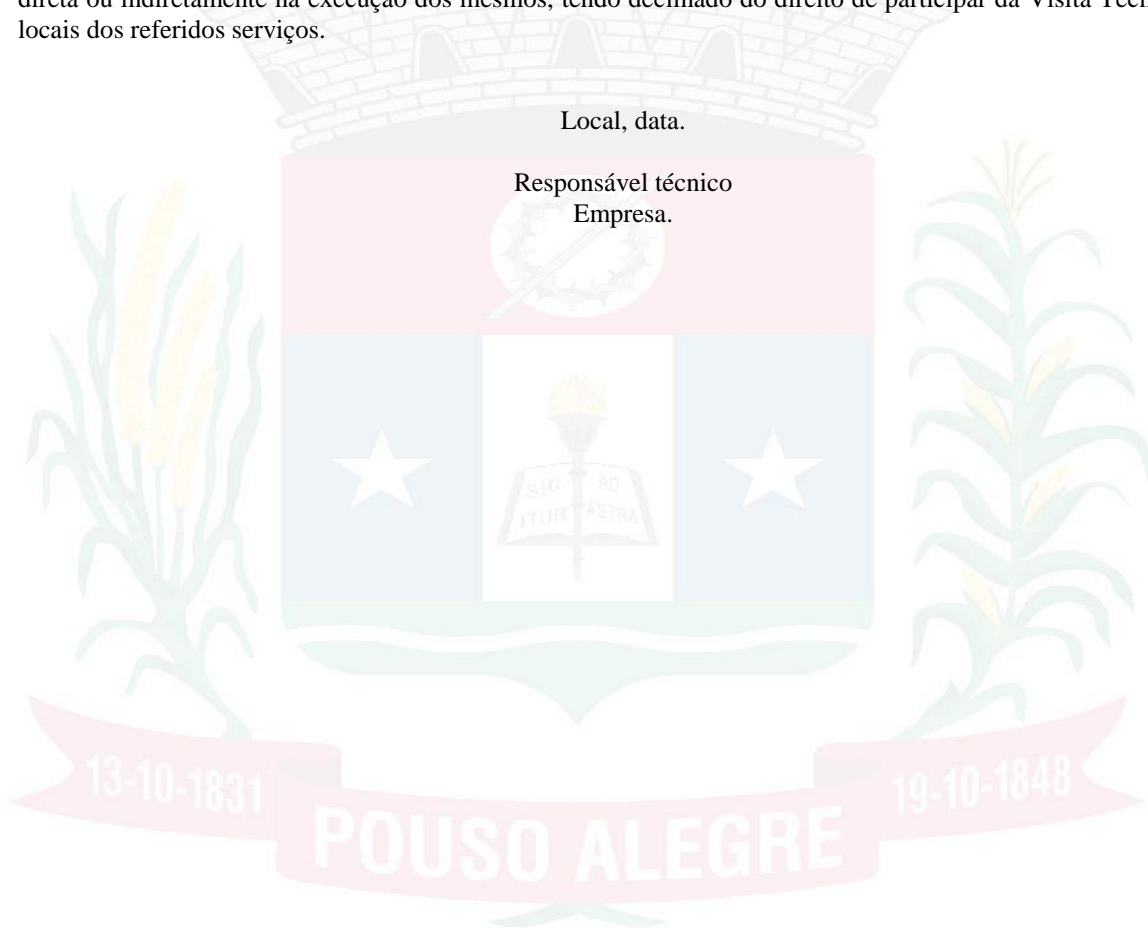 direta ou indiretamente na execução dos mesmos, tendo declinado do direito de participar da Visita
locais dos referidos serviços.
Local, data.
Responsável técnico
Empresa.
SIC AD
ITUR ASTRA
13-10-1831
19-10-1848
POUSO ALEGRE